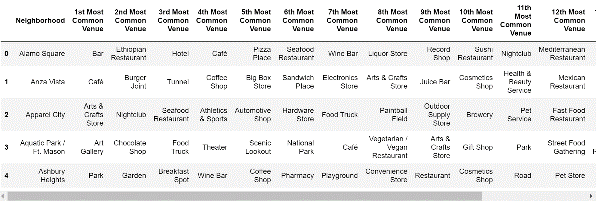 Neighborhood 1st Most Common Venue 2nd Most Common Venue 3rd Most Common Venue 4th Most Common Venue 5th Most Common Venue 6th Most Common Venue 7th Most Common Venue 8th Most Common Venue 9th Most Common Venue 10th Most Common Venue 11th Most Common Venue 12th Most Common Venue
0 Alamo Square Bar Ethiopian Restaurant Hotel Café Pizza Place Seafood Restaurant Wine Bar Liquor Store Record Shop Sushi Restaurant Nightclub Mediterranean Restaurant
1 Anza Vista Café Burger Joint Tunnel Coffee Shop Big Box Store Sandwich Place Electronics Store Arts & Crafts Store Juice Bar Cosmetics Shop Health & Beauty Service Mexican Restaurant
2 Apparel City Arts & Crafts Store Nightclub Seafood Restaurant Athletics & Sports Automotive Shop Hardware Store Food Truck Paintball Field Outdoor Supply Store Brewery Pet Service Fast Food Restaurant
3 Aquatic Park / Ft. Mason Art Gallery Chocolate Shop Food Truck Theater Scenic Lookout National Park Café Vegetarian / Vegan Restaurant Arts & Crafts Store Gift Shop Park Street Food Gathering
4 Ashbury Heights Park Garden Breakfast Spot Wine Bar Coffee Shop Pharmacy Playground Convenience Store Restaurant Cosmetics Shop Road Pet Store